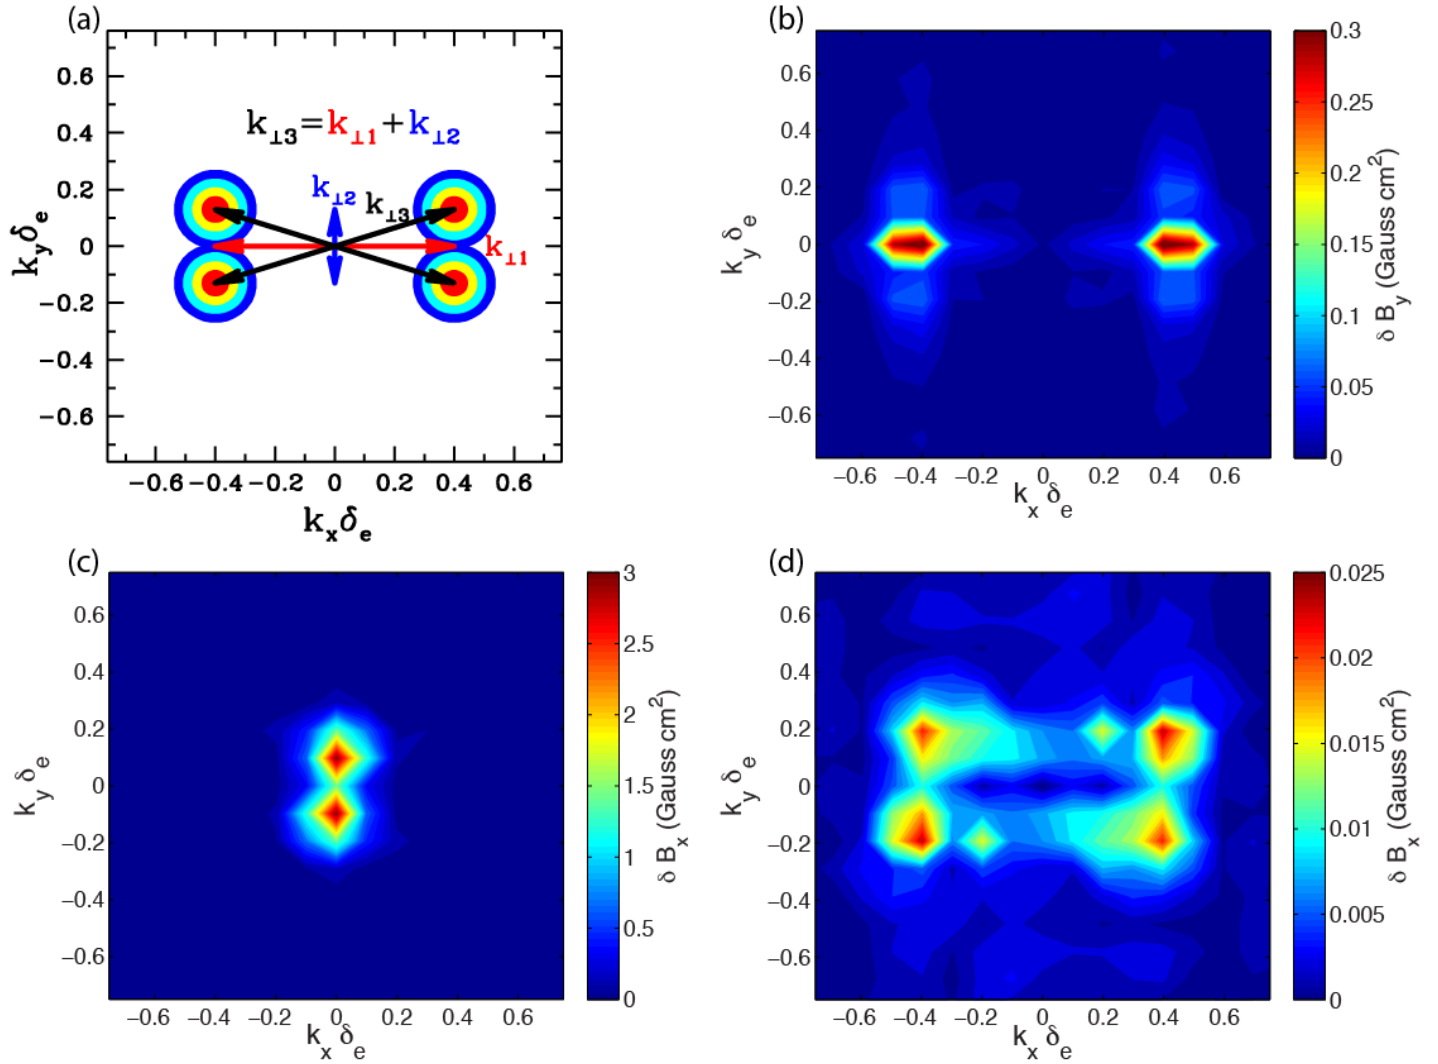 (a)
k⊥3=k⊥1+k⊥2
k⊥2
k⊥3
k⊥1
0.6
0.4
0.2
0
−0.2
−0.4
−0.6
kyδe
−0.6 −0.4 −0.2 0 0.2 0.4 0.6
kxδe
(b)
0.6
0.4
0.2
0
−0.2
−0.4
−0.6
ky δe
−0.6 −0.4 −0.2 0 0.2 0.4 0.6
kx δe
0.3
0.25
0.2
0.15
0.1
0.05
0
δ By (Gauss cm²)
(c)
0.6
0.4
0.2
0
−0.2
−0.4
−0.6
ky δe
−0.6 −0.4 −0.2 0 0.2 0.4 0.6
kx δe
3
2.5
2
1.5
1
0.5
0
δ Bx (Gauss cm²)
(d)
0.6
0.4
0.2
0
−0.2
−0.4
−0.6
ky δe
−0.6 −0.4 −0.2 0 0.2 0.4 0.6
kx δe
0.025
0.02
0.015
0.01
0.005
0
δ Bx (Gauss cm²)